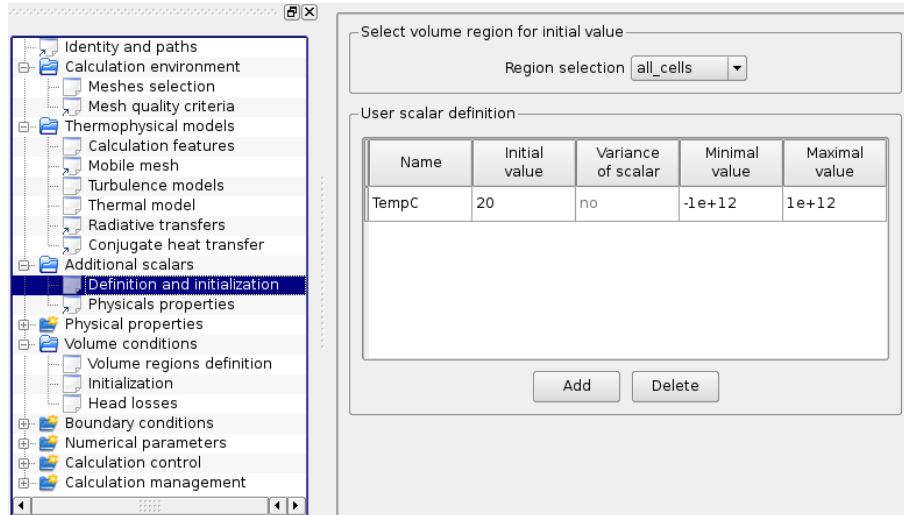 Identity and paths
Calculation environment
Meshes selection
Mesh quality criteria
Thermophysical models
Calculation features
Mobile mesh
Turbulence models
Thermal model
Radiative transfers
Conjugate heat transfer
Additional scalars
Definition and initialization
Physicals properties
Physical properties
Volume conditions
Volume regions definition
Initialization
Head losses
Boundary conditions
Numerical parameters
Calculation control
Calculation management
Select volume region for initial value
Region selection all_cells
User scalar definition
Name Initial value Variance of scalar Minimal value Maximal value
TempC 20 no -1e+12 1e+12
Add Delete